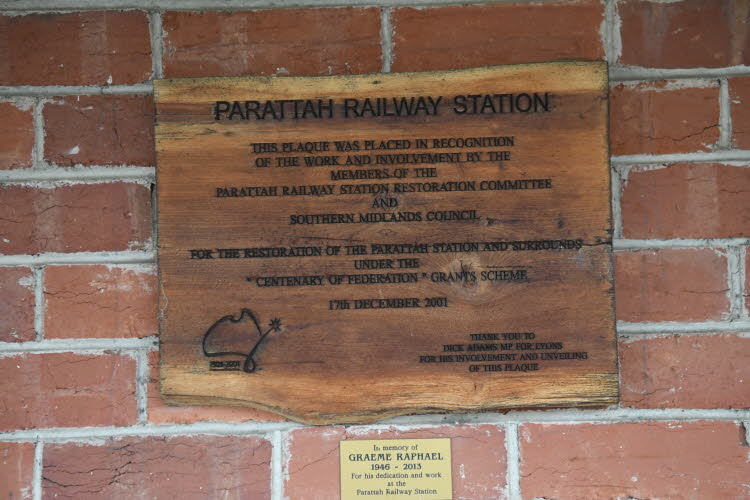 PARATTAH RAILWAY STATION
THIS PLAQUE WAS PLACED IN RECOGNITION
OF THE WORK AND INVOLVEMENT BY THE
MEMBERS OF THE
PARATTAH RAILWAY STATION RESTORATION COMMITTEE
AND
SOUTHERN MIDLANDS COUNCIL
FOR THE RESTORATION OF THE PARATTAH STATION AND SURROUNDS
UNDER THE
" CENTENARY OF FEDERATION " GRANTS SCHEME
17th DECEMBER 2001
1901-2001
THANK YOU TO
DICK ADAMS MP FOR LYONS
FOR HIS INVOLVEMENT AND UNVEILING
OF THIS PLAQUE
In memory of
GRAEME RAPHAEL
1946 - 2013
For his dedication and work
at the
Parattah Railway Station